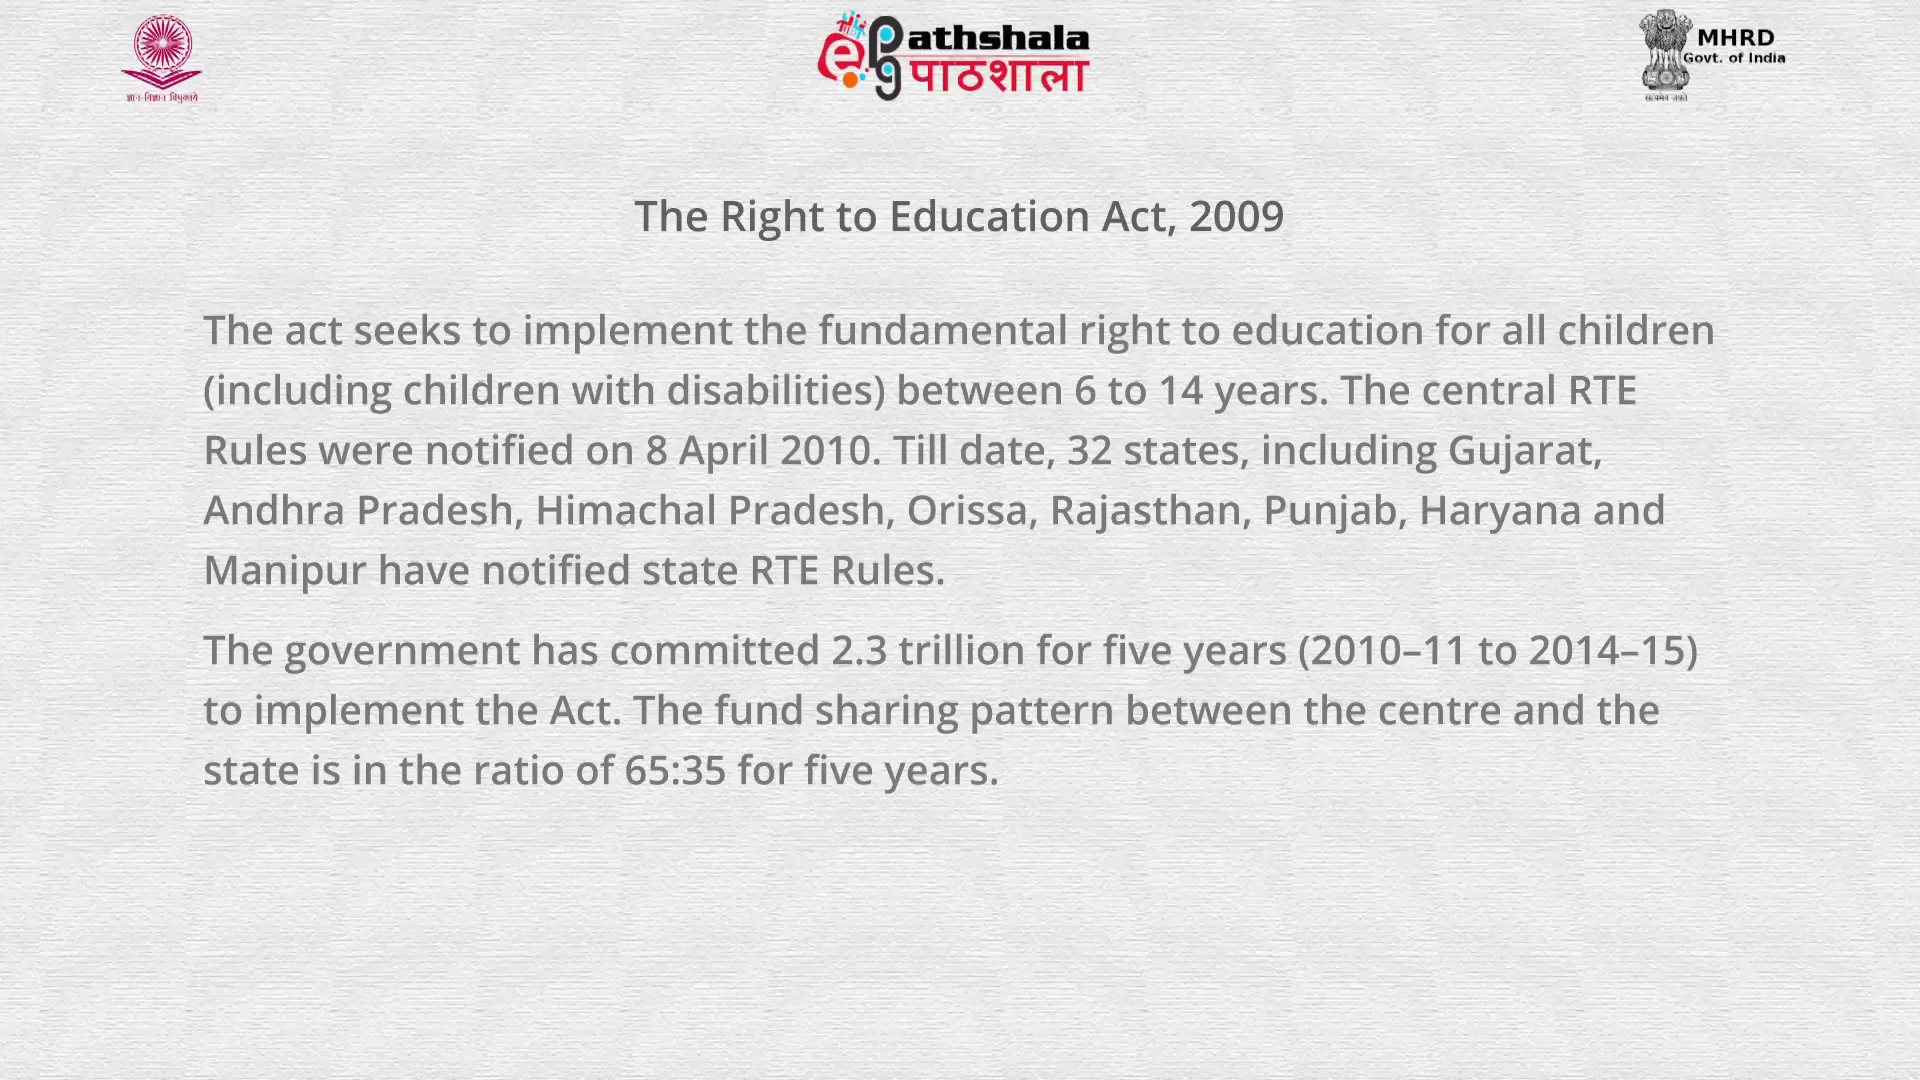 ज्ञान-विज्ञान विमुक्तये
e Pg Pathshala
पाठशाला
MHRD
Govt. of India
सत्यमेव जयते
The Right to Education Act, 2009
The act seeks to implement the fundamental right to education for all children
(including children with disabilities) between 6 to 14 years. The central RTE
Rules were notified on 8 April 2010. Till date, 32 states, including Gujarat,
Andhra Pradesh, Himachal Pradesh, Orissa, Rajasthan, Punjab, Haryana and
Manipur have notified state RTE Rules.
The government has committed 2.3 trillion for five years (2010–11 to 2014–15)
to implement the Act. The fund sharing pattern between the centre and the
state is in the ratio of 65:35 for five years.